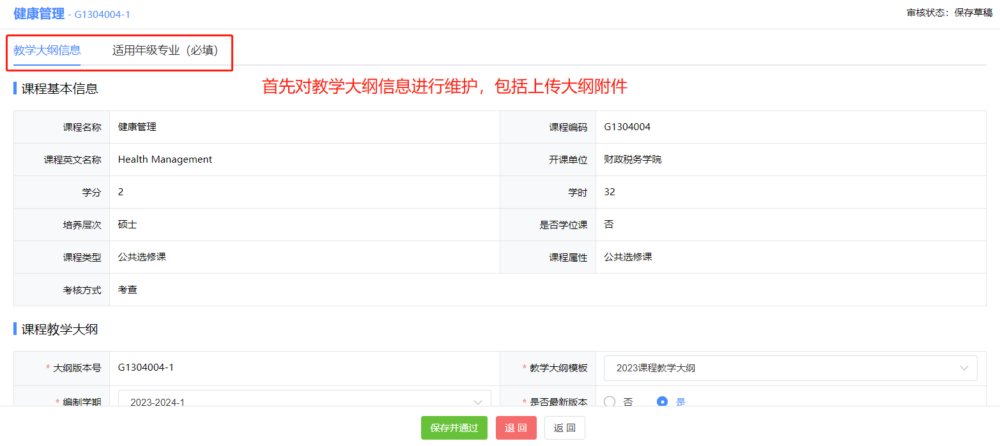 健康管理 - G1304004-1
审核状态：保存草稿
教学大纲信息 适用年级专业（必填）
课程基本信息
首先对教学大纲信息进行维护，包括上传大纲附件
课程名称 健康管理 课程编码 G1304004
课程英文名称 Health Management 开课单位 财政税务学院
学分 2 学时 32
培养层次 硕士 是否学位课 否
课程类型 公共选修课 课程属性 公共选修课
考核方式 考查
课程教学大纲
* 大纲版本号 G1304004-1 * 教学大纲模板 2023课程教学大纲
* 编制学期 2023-2024-1 * 是否最新版本 否 是
保存并通过 退 回 返 回